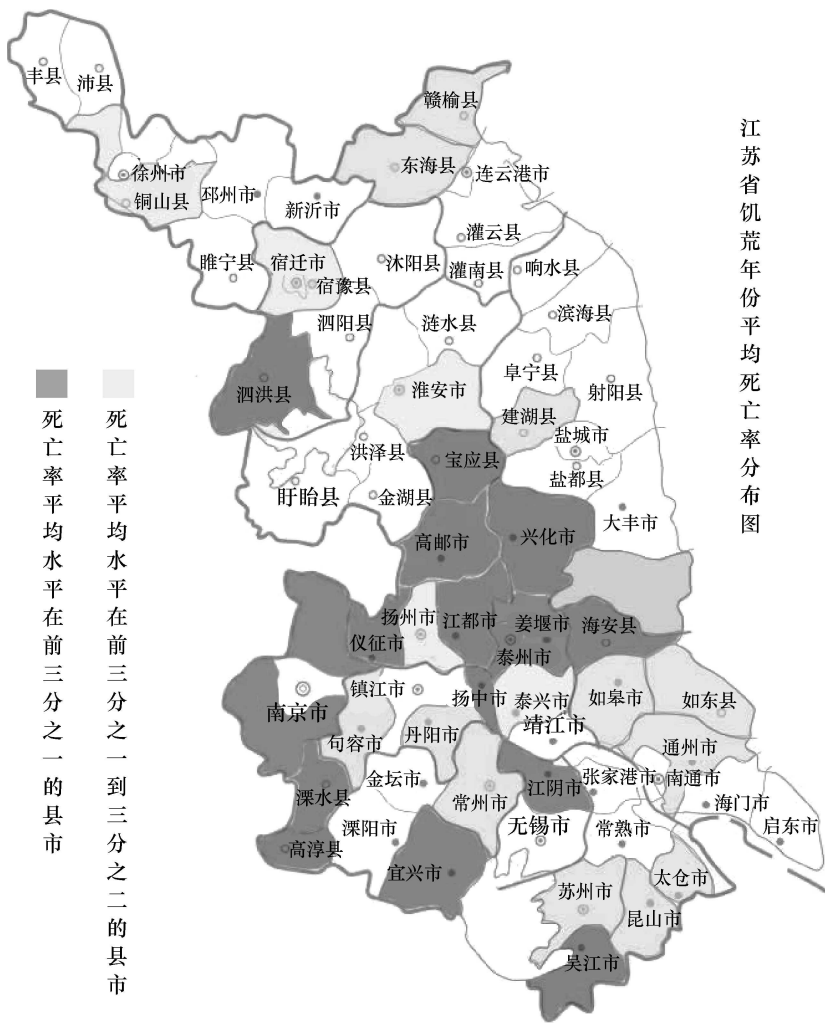 江苏省饥荒年份平均死亡率分布图
死亡率平均水平在前三分之一的县市
死亡率平均水平在前三分之一到三分之二的县市
丰县
沛县
赣榆县
东海县
连云港市
徐州市
铜山县
邳州市
新沂市
灌云县
睢宁县
宿迁市
宿豫县
沭阳县
灌南县
响水县
泗阳县
涟水县
滨海县
泗洪县
淮安市
阜宁县
射阳县
建湖县
盐城市
洪泽县
宝应县
盐都县
盱眙县
金湖县
大丰市
高邮市
兴化市
扬州市
江都市
姜堰市
海安县
仪征市
泰州市
镇江市
扬中市
泰兴市
如皋市
如东县
南京市
靖江市
句容市
丹阳市
通州市
金坛市
张家港市
南通市
溧水县
常州市
江阴市
海门市
溧阳市
无锡市
常熟市
启东市
高淳县
宜兴市
苏州市
太仓市
昆山市
吴江市